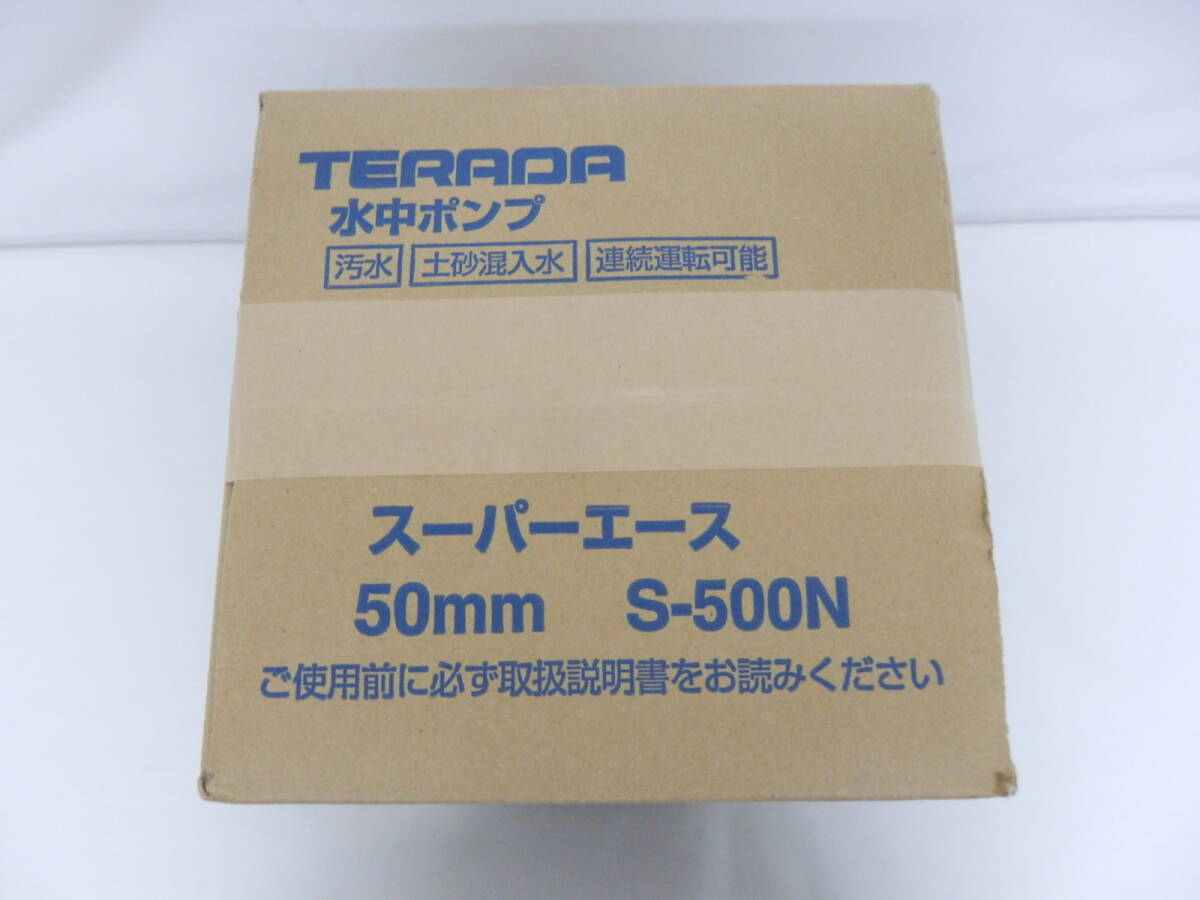 TERADA
水中ポンプ
汚水 土砂混入水 連続運転可能
スーパーエース
50mm S-500N
ご使用前に必ず取扱説明書をお読みください